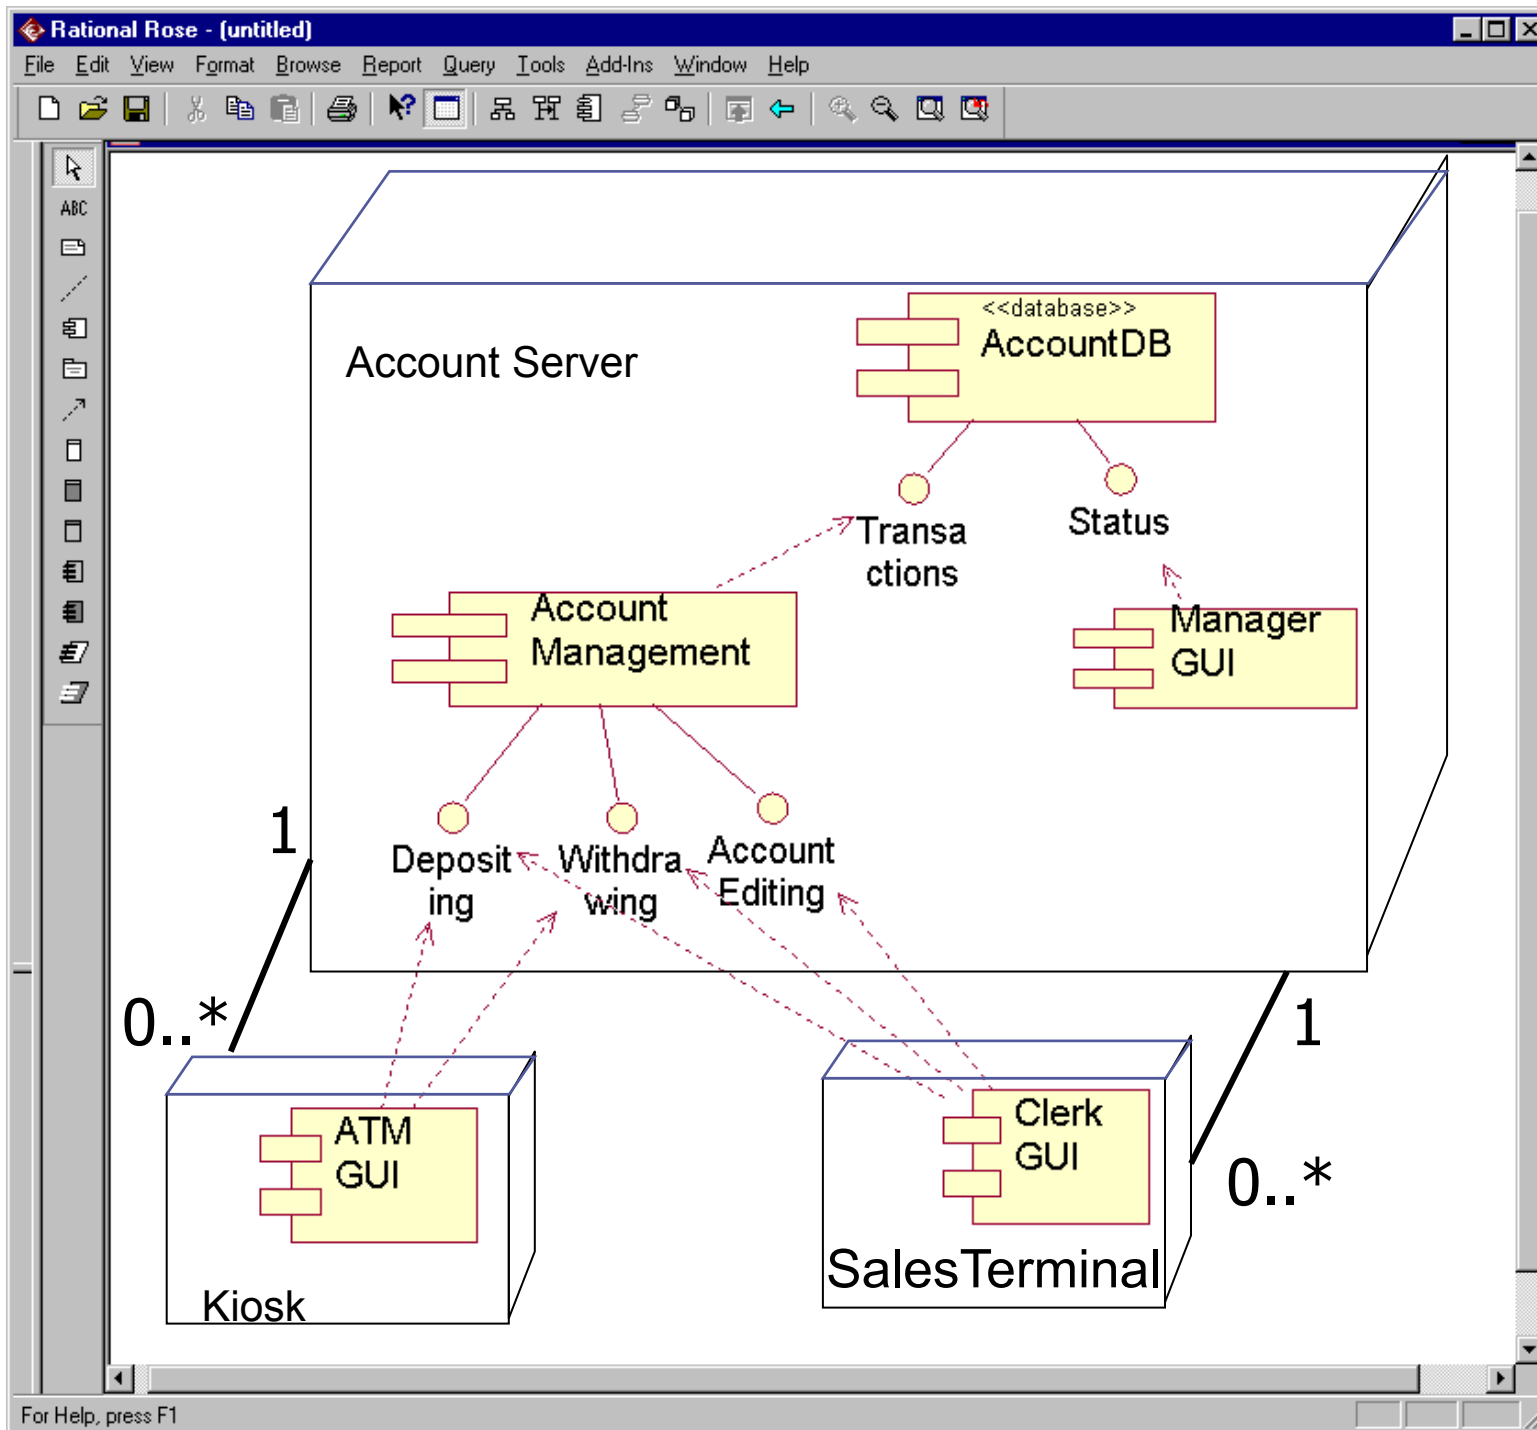 Rational Rose - (untitled)
File Edit View Format Browse Report Query Tools Add-Ins Window Help
ABC
<<database>>
AccountDB
Account Server
Transa
ctions
Status
Account
Management
Manager
GUI
1
Deposit
ing
Withdra
wing
Account
Editing
0..*
1
ATM
GUI
Kiosk
Clerk
GUI
0..*
SalesTerminal
For Help, press F1